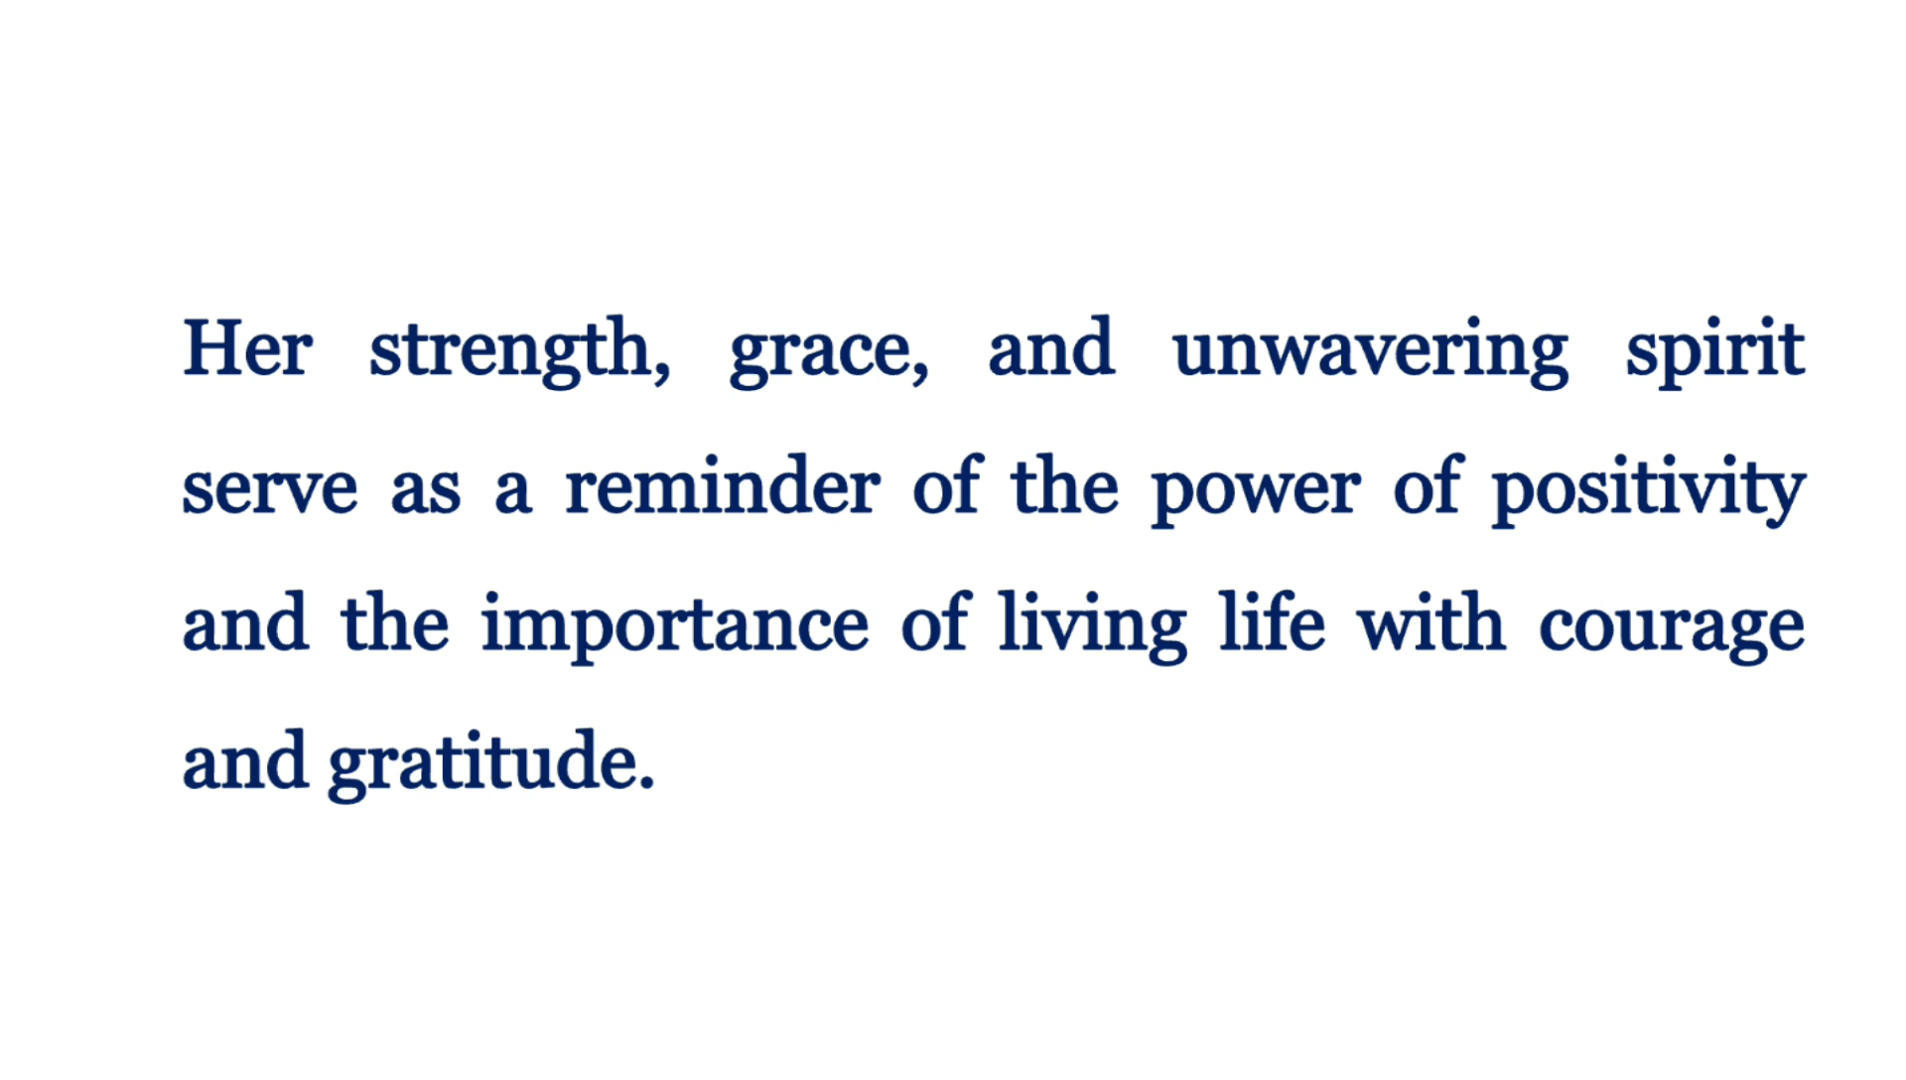 Her strength, grace, and unwavering spirit
serve as a reminder of the power of positivity
and the importance of living life with courage
and gratitude.